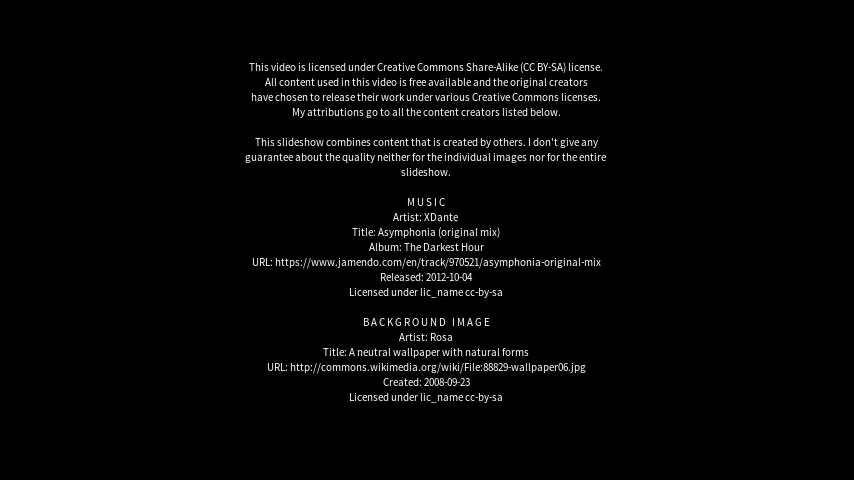 This video is licensed under Creative Commons Share-Alike (CC BY-SA) license.
All content used in this video is free available and the original creators
have chosen to release their work under various Creative Commons licenses.
My attributions go to all the content creators listed below.
This slideshow combines content that is created by others. I don't give any
guarantee about the quality neither for the individual images nor for the entire
slideshow.
MUSIC
Artist: XDante
Title: Asymphonia (original mix)
Album: The Darkest Hour
URL: https://www.jamendo.com/en/track/970521/asymphonia-original-mix
Released: 2012-10-04
Licensed under lic_name cc-by-sa
BACKGROUND IMAGE
Artist: Rosa
Title: A neutral wallpaper with natural forms
URL: http://commons.wikimedia.org/wiki/File:88829-wallpaper06.jpg
Created: 2008-09-23
Licensed under lic_name cc-by-sa